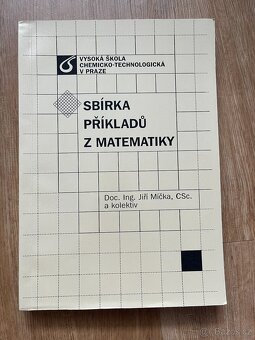 VYSOKÁ ŠKOLA
CHEMICKO-TECHNOLOGICKÁ
V PRAZE
SBÍRKA
PŘÍKLADŮ
Z MATEMATIKY
Doc. Ing. Jiří Mička, CSc.
a kolektiv